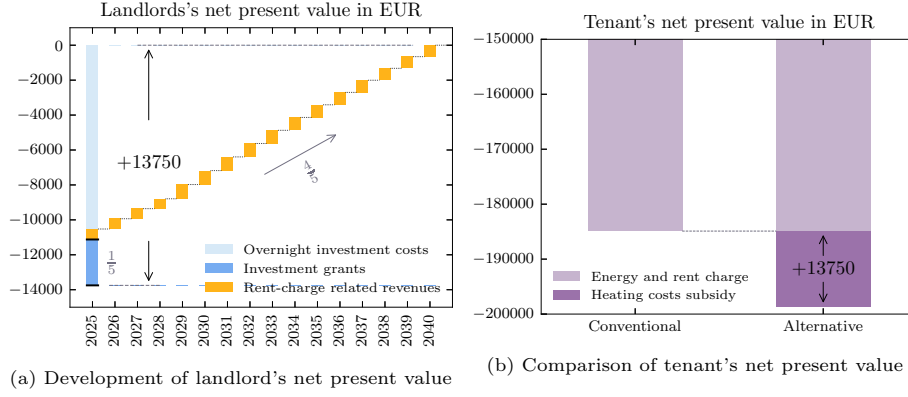 Landlords's net present value in EUR
0
−2000
−4000
−6000
−8000
−10000
−12000
−14000
+13750
4/5
1/5
Overnight investment costs
Investment grants
Rent-charge related revenues
2025 2026 2027 2028 2029 2030 2031 2032 2033 2034 2035 2036 2037 2038 2039 2040
(a) Development of landlord's net present value
Tenant's net present value in EUR
−150000
−160000
−170000
−180000
−190000
−200000
+13750
Energy and rent charge
Heating costs subsidy
Conventional Alternative
(b) Comparison of tenant's net present value